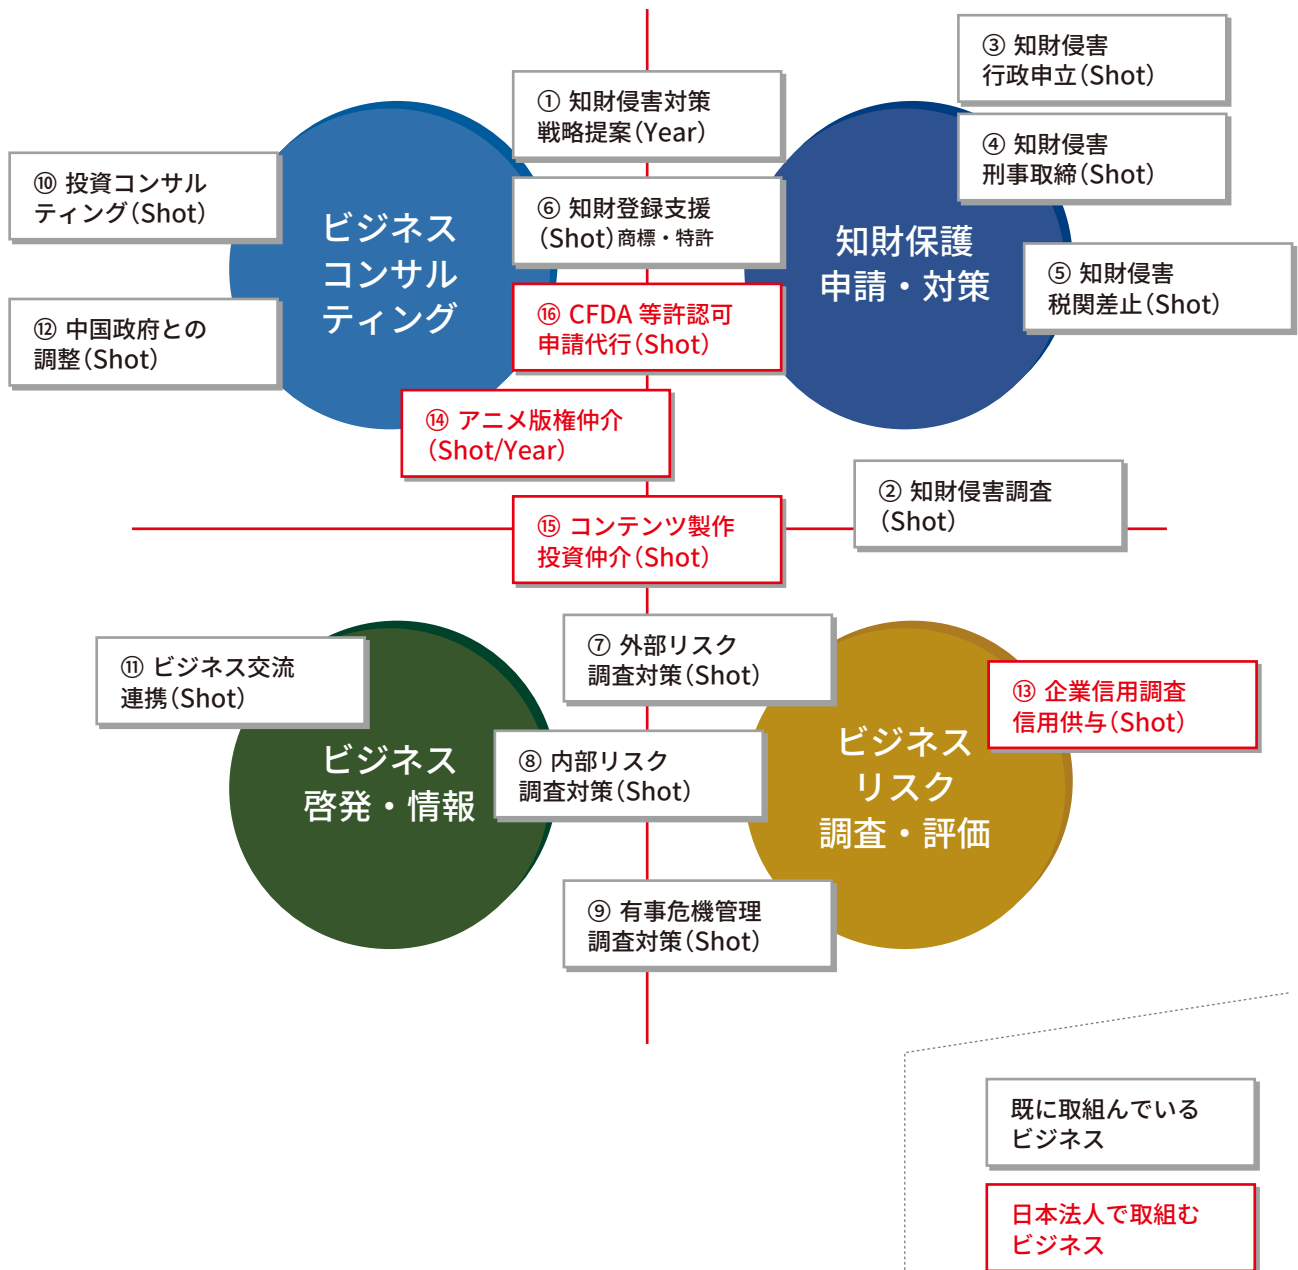 ① 知財侵害対策
戦略提案(Year)
③ 知財侵害
行政申立(Shot)
④ 知財侵害
刑事取締(Shot)
⑩ 投資コンサル
ティング(Shot)
⑥ 知財登録支援
(Shot)商標・特許
ビジネス
コンサル
ティング
知財保護
申請・対策
⑤ 知財侵害
税関差止(Shot)
⑫ 中国政府との
調整(Shot)
⑯ CFDA 等許認可
申請代行(Shot)
⑭ アニメ版権仲介
(Shot/Year)
② 知財侵害調査
(Shot)
⑮ コンテンツ製作
投資仲介(Shot)
⑪ ビジネス交流
連携(Shot)
⑦ 外部リスク
調査対策(Shot)
⑬ 企業信用調査
信用供与(Shot)
ビジネス
啓発・情報
⑧ 内部リスク
調査対策(Shot)
ビジネス
リスク
調査・評価
⑨ 有事危機管理
調査対策(Shot)
既に取組んでいる
ビジネス
日本法人で取組む
ビジネス